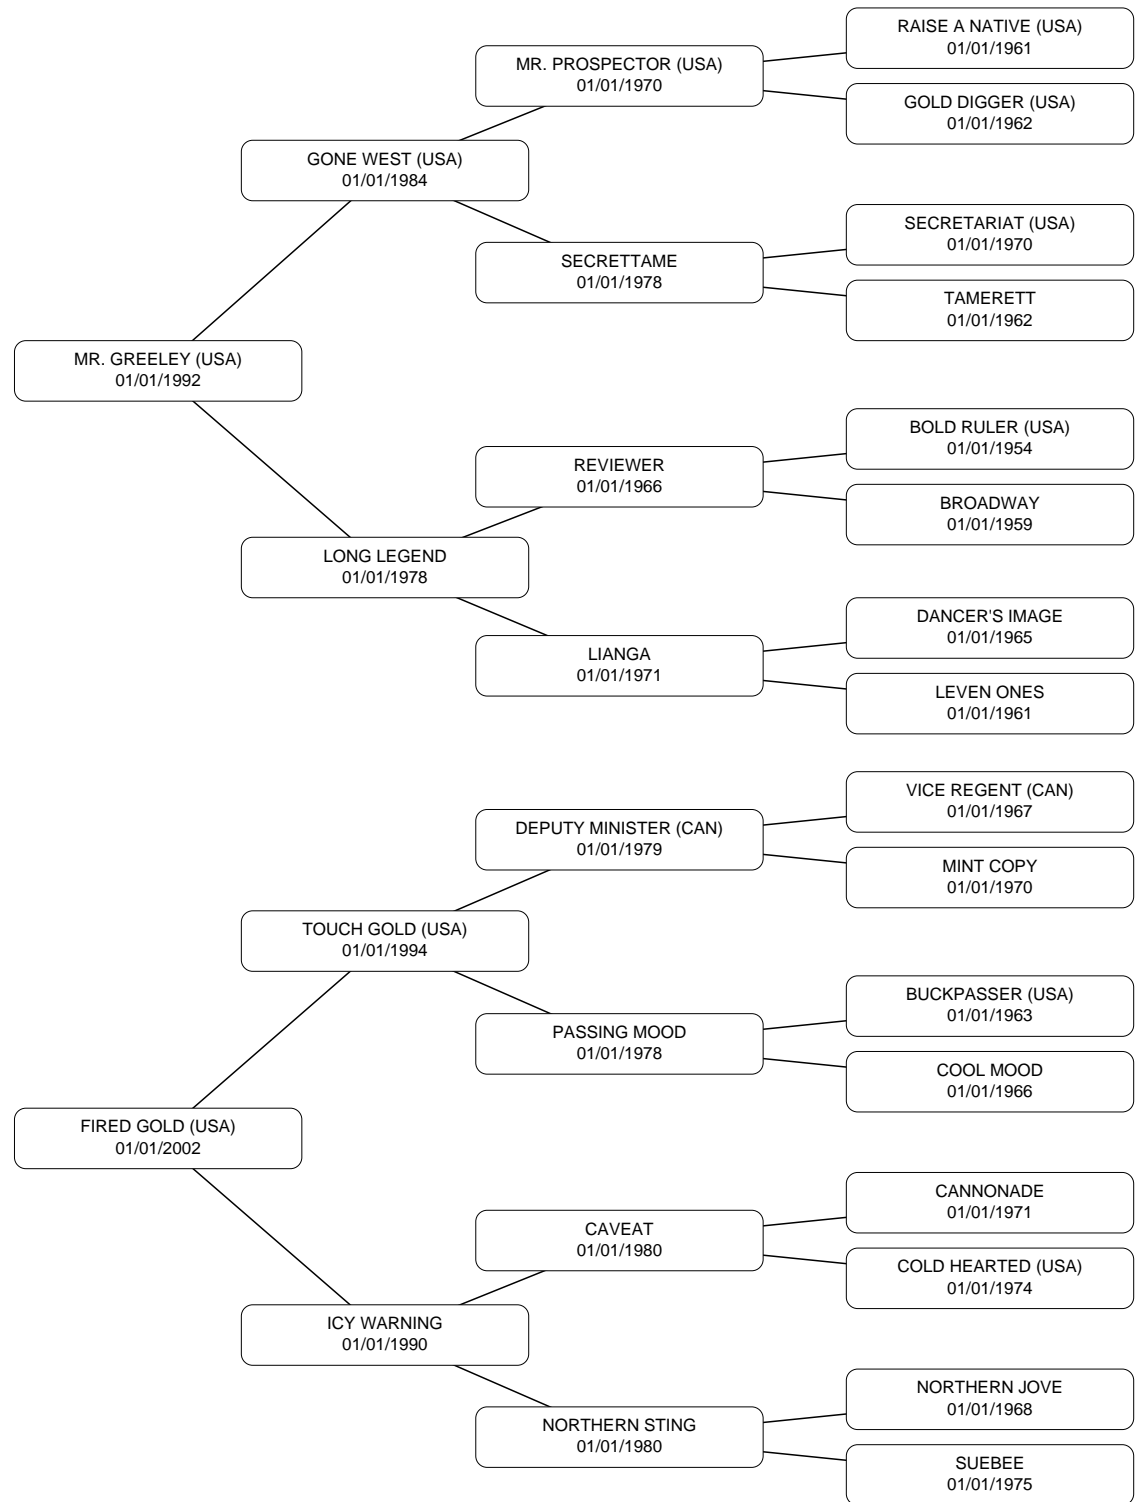 RAISE A NATIVE (USA)
01/01/1961
MR. PROSPECTOR (USA)
01/01/1970
GOLD DIGGER (USA)
01/01/1962
GONE WEST (USA)
01/01/1984
SECRETARIAT (USA)
01/01/1970
SECRETTAME
01/01/1978
TAMERETT
01/01/1962
MR. GREELEY (USA)
01/01/1992
BOLD RULER (USA)
01/01/1954
REVIEWER
01/01/1966
BROADWAY
01/01/1959
LONG LEGEND
01/01/1978
DANCER'S IMAGE
01/01/1965
LIANGA
01/01/1971
LEVEN ONES
01/01/1961
VICE REGENT (CAN)
01/01/1967
DEPUTY MINISTER (CAN)
01/01/1979
MINT COPY
01/01/1970
TOUCH GOLD (USA)
01/01/1994
BUCKPASSER (USA)
01/01/1963
PASSING MOOD
01/01/1978
COOL MOOD
01/01/1966
FIRED GOLD (USA)
01/01/2002
CANNONADE
01/01/1971
CAVEAT
01/01/1980
COLD HEARTED (USA)
01/01/1974
ICY WARNING
01/01/1990
NORTHERN JOVE
01/01/1968
NORTHERN STING
01/01/1980
SUEBEE
01/01/1975